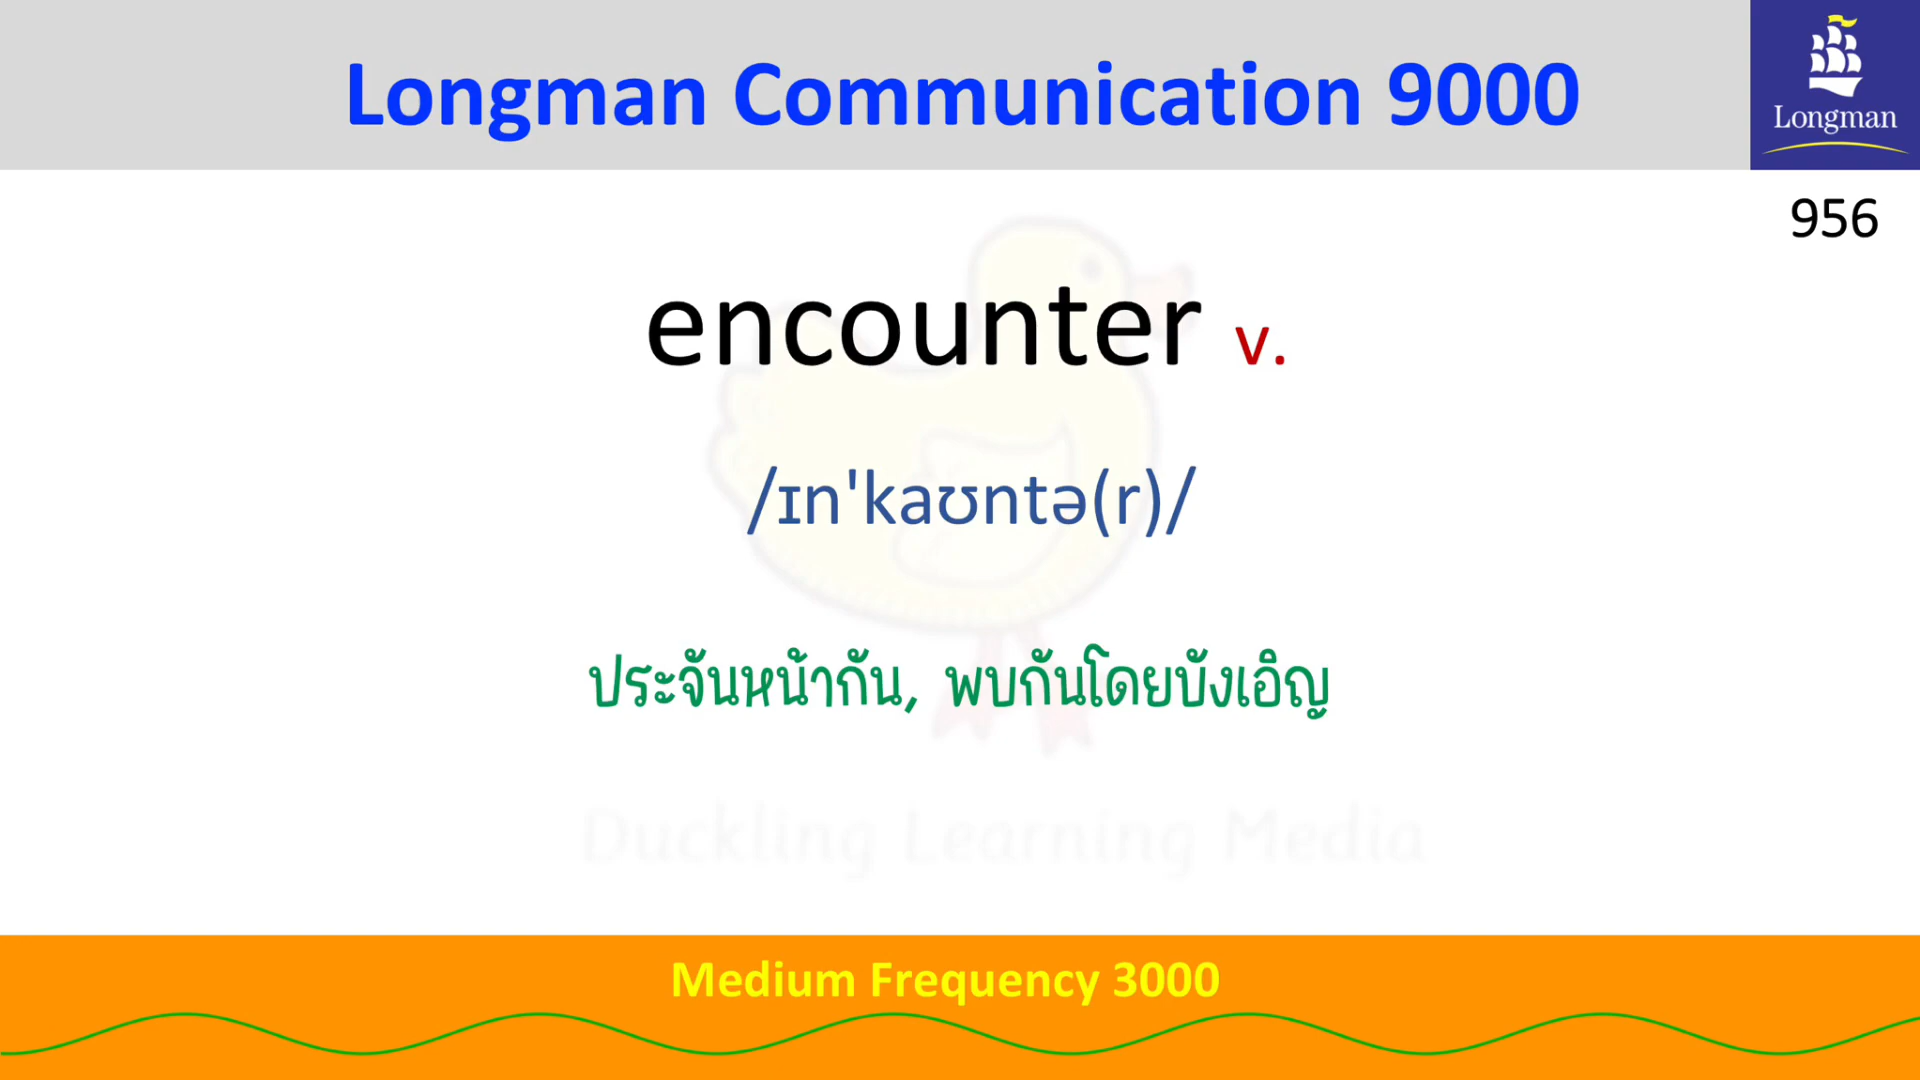 Longman Communication 9000
Longman
956
encounter v.
/ɪn'kaʊntə(r)/
ประจันหน้ากัน, พบกันโดยบังเอิญ
Duckling Learning Media
Medium Frequency 3000